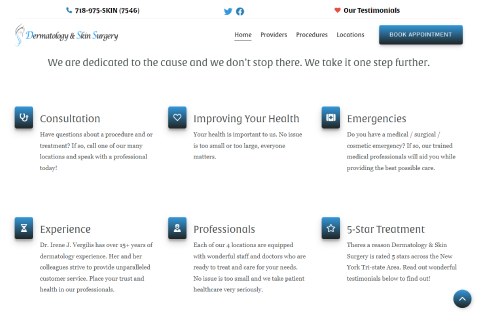 718-975-SKIN (7546)
Our Testimonials
Dermatology & Skin Surgery
Home
Providers
Procedures
Locations
BOOK APPOINTMENT
We are dedicated to the cause and we don't stop there. We take it one step further.
Consultation
Have questions about a procedure and or
treatment? If so, call one of our many
locations and speak with a professional
today!
Improving Your Health
Your health is important to us. No issue
is too small or too large, everyone
matters.
Emergencies
Do you have a medical / surgical /
cosmetic emergency? If so, our trained
medical professionals will aid you while
providing the best possible care.
Experience
Dr. Irene J. Vergilis has over 15+ years of
dermatology experience. Her and her
colleagues strive to provide unparalleled
customer service. Place your trust and
health in our professionals.
Professionals
Each of our 4 locations are equipped
with wonderful staff and doctors who are
ready to treat and care for your needs.
No issue is too small and we take patient
healthcare very seriously.
5-Star Treatment
Theres a reason Dermatology & Skin
Surgery is rated 5 stars across the New
York Tri-state Area. Read out wonderful
testimonials below to find out!